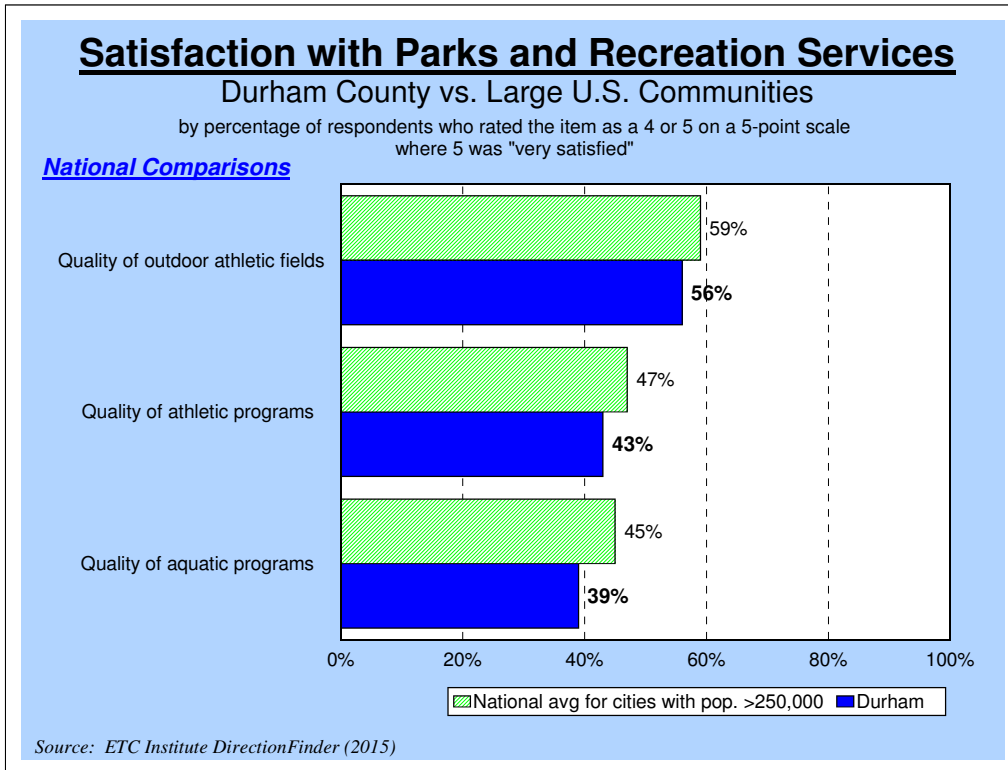 Satisfaction with Parks and Recreation Services
Durham County vs. Large U.S. Communities
by percentage of respondents who rated the item as a 4 or 5 on a 5-point scale
where 5 was "very satisfied"
National Comparisons
Quality of outdoor athletic fields
59%
56%
Quality of athletic programs
47%
43%
Quality of aquatic programs
45%
39%
0% 20% 40% 60% 80% 100%
National avg for cities with pop. >250,000 Durham
Source: ETC Institute DirectionFinder (2015)